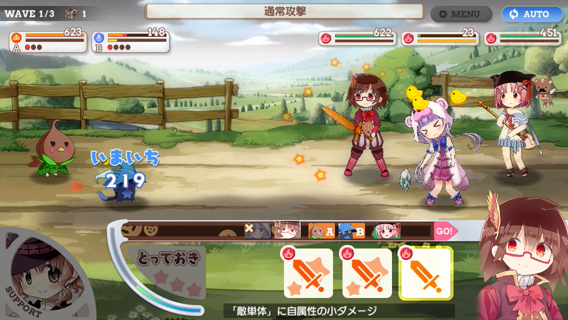 WAVE 1/3 1
通常攻撃
MENU
AUTO
623
148
A
B
622
23
451
いまいち
219
A
B
GO!
とっておき
SUPPORT
「敵単体」に自属性の小ダメージ